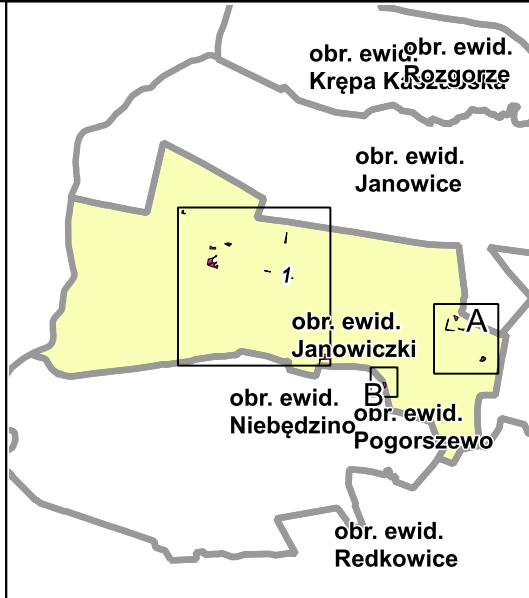 obr. ewid.
Krępa Kaszubska
obr. ewid.
Rozgorze
obr. ewid.
Janowice
1
A
obr. ewid.
Janowiczki
B
obr. ewid.
Niebędzino
obr. ewid.
Pogorszewo
obr. ewid.
Redkowice